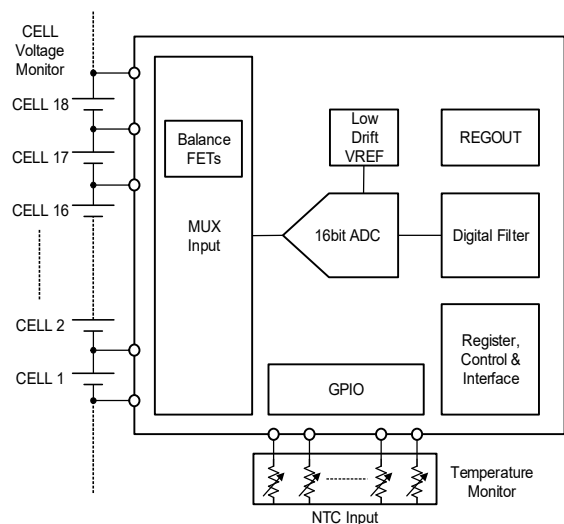 CELL
Voltage
Monitor
CELL 18
CELL 17
CELL 16
CELL 2
CELL 1
Balance
FETs
MUX
Input
Low
Drift
VREF
REGOUT
16bit ADC
Digital Filter
Register,
Control &
Interface
GPIO
Temperature
Monitor
NTC Input